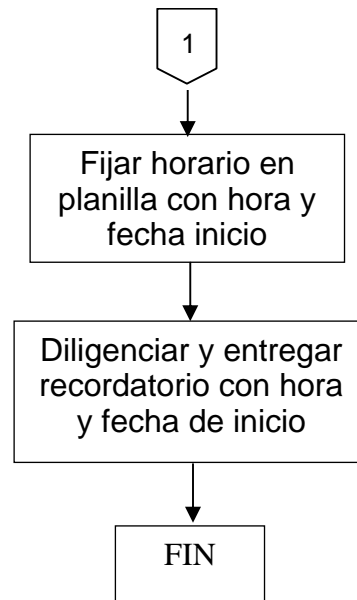 1
Fijar horario en
planilla con hora y
fecha inicio
Diligenciar y entregar
recordatorio con hora
y fecha de inicio
FIN